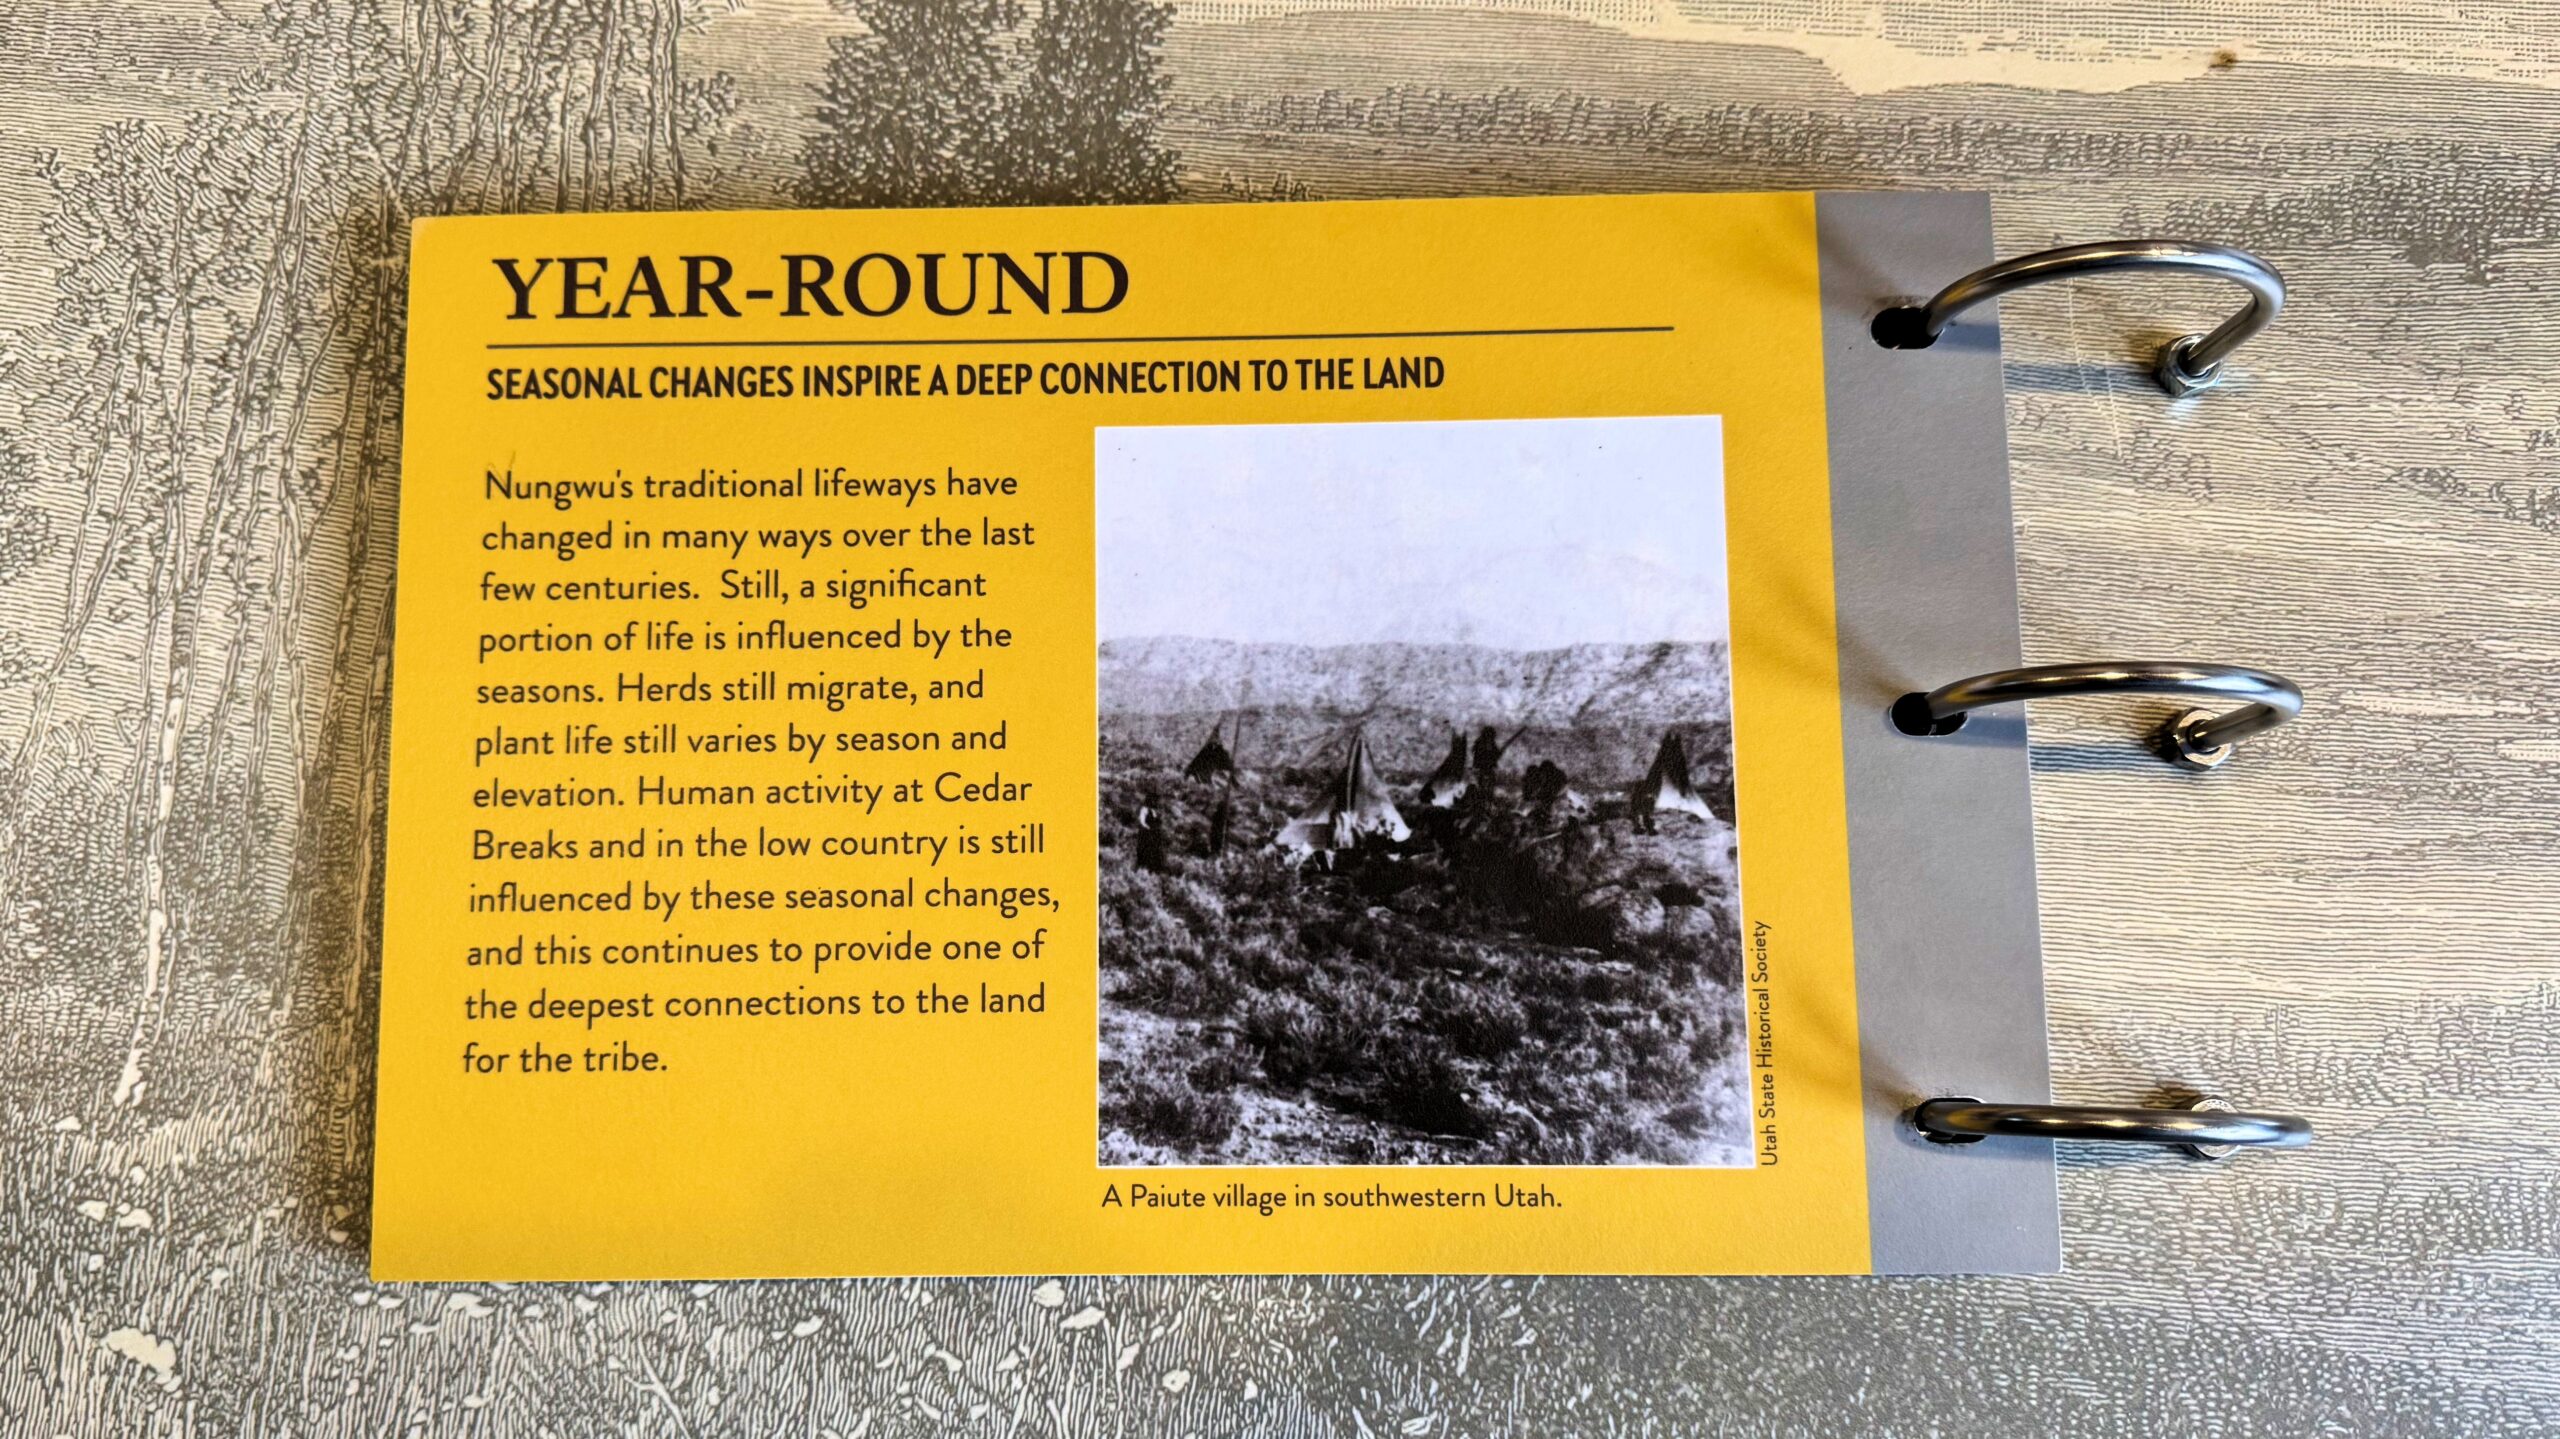 YEAR-ROUND
SEASONAL CHANGES INSPIRE A DEEP CONNECTION TO THE LAND
Nungwu's traditional lifeways have
changed in many ways over the last
few centuries.  Still, a significant
portion of life is influenced by the
seasons. Herds still migrate, and
plant life still varies by season and
elevation. Human activity at Cedar
Breaks and in the low country is still
influenced by these seasonal changes,
and this continues to provide one of
the deepest connections to the land
for the tribe.
Utah State Historical Society
A Paiute village in southwestern Utah.